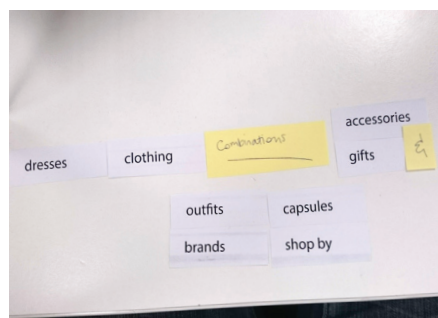 dresses
clothing
Combinations
accessories
gifts
&
outfits
capsules
brands
shop by